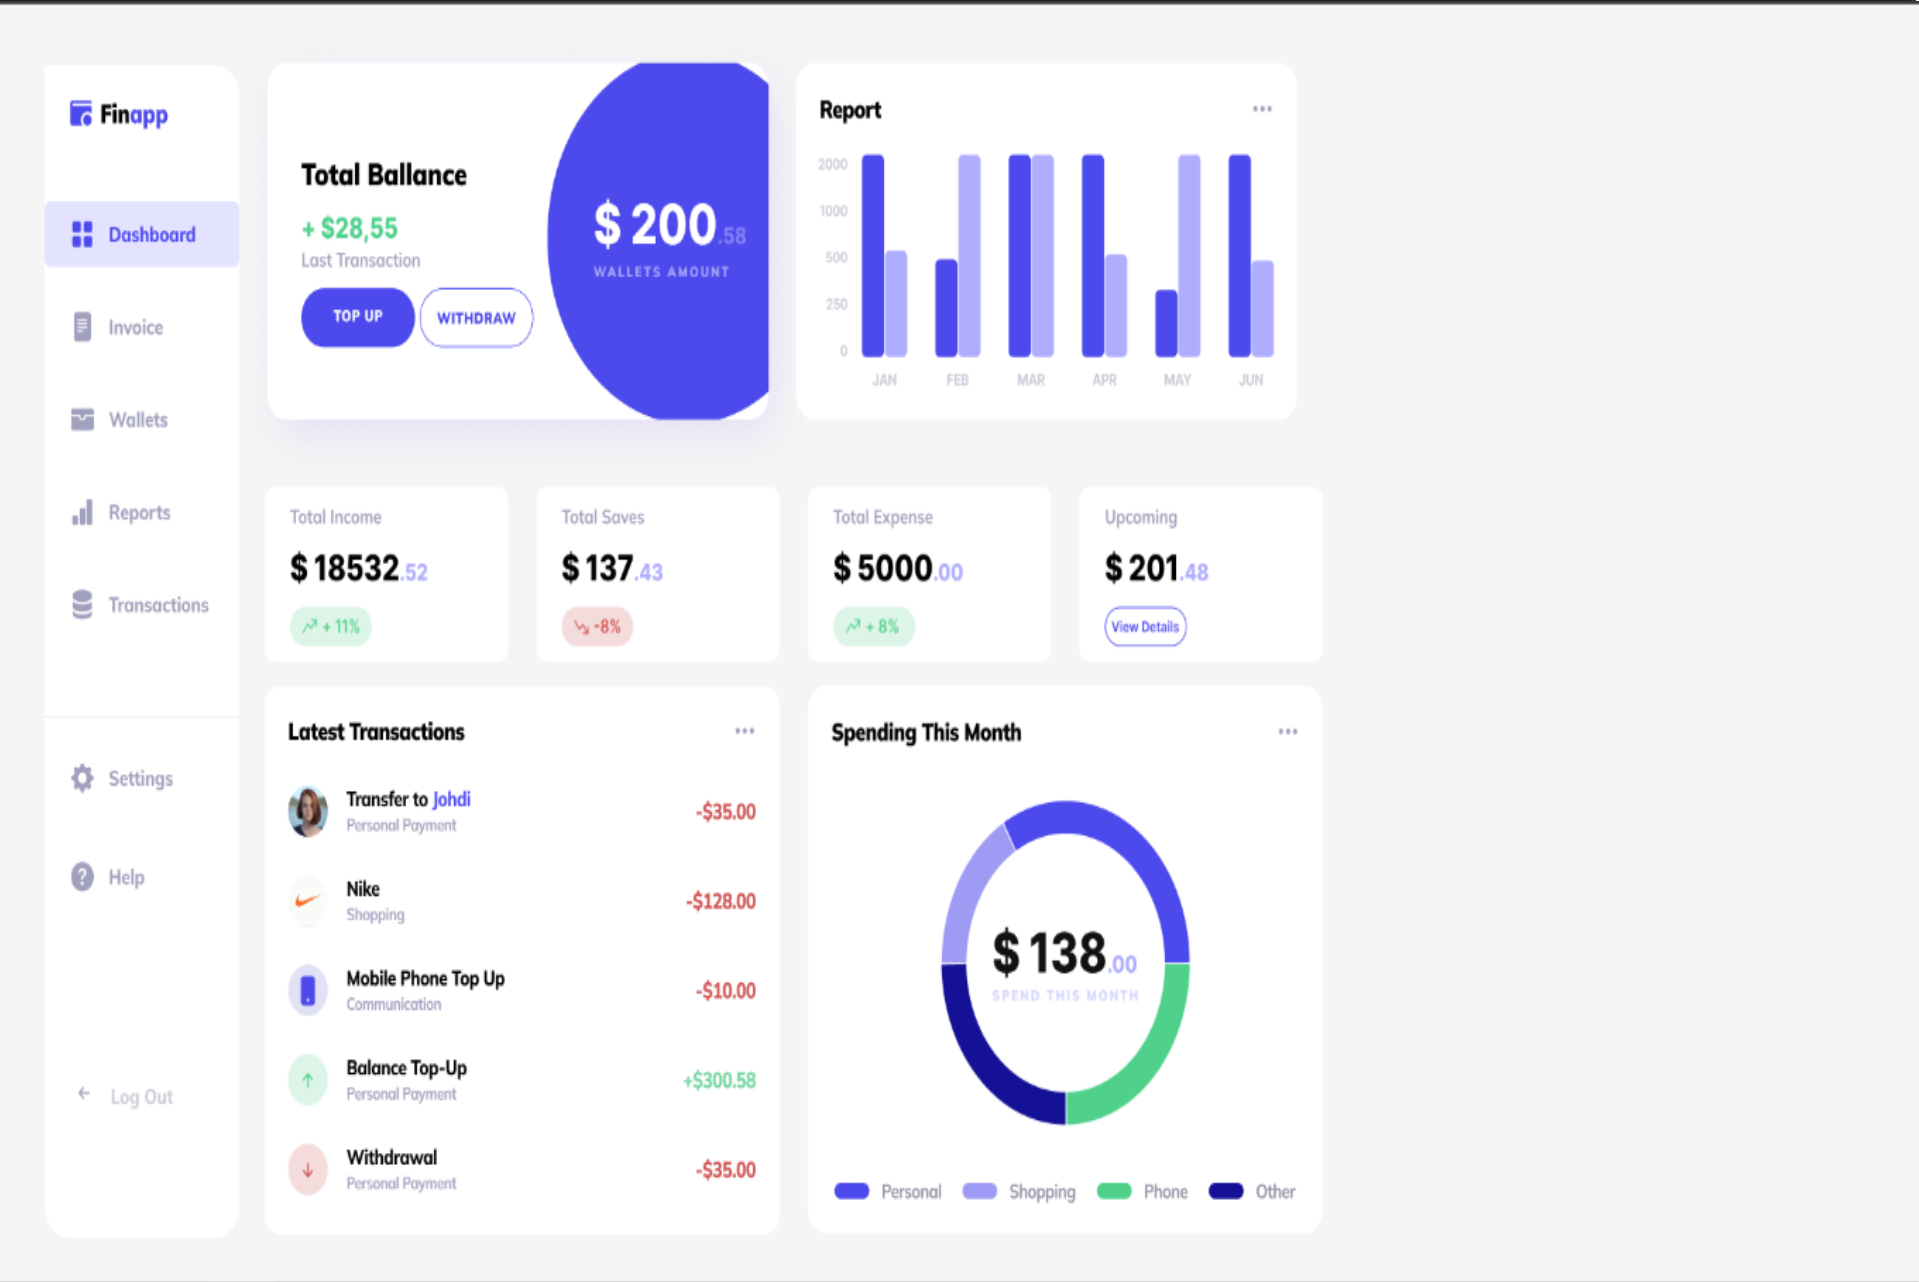 Finapp
Dashboard
Invoice
Wallets
Reports
Transactions
Settings
Help
Log Out
Total Ballance
+ $28,55
Last Transaction
TOP UP
WITHDRAW
$ 200.58
WALLETS AMOUNT
Report
2000
1000
500
250
0
JAN FEB MAR APR MAY JUN
Total Income
$ 18532.52
+ 11%
Total Saves
$ 137.43
-8%
Total Expense
$ 5000.00
+ 8%
Upcoming
$ 201.48
View Details
Latest Transactions
Transfer to Johdi
Personal Payment
-$35.00
Nike
Shopping
-$128.00
Mobile Phone Top Up
Communication
-$10.00
Balance Top-Up
Personal Payment
+$300.58
Withdrawal
Personal Payment
-$35.00
Spending This Month
$ 138.00
SPEND THIS MONTH
Personal Shopping Phone Other